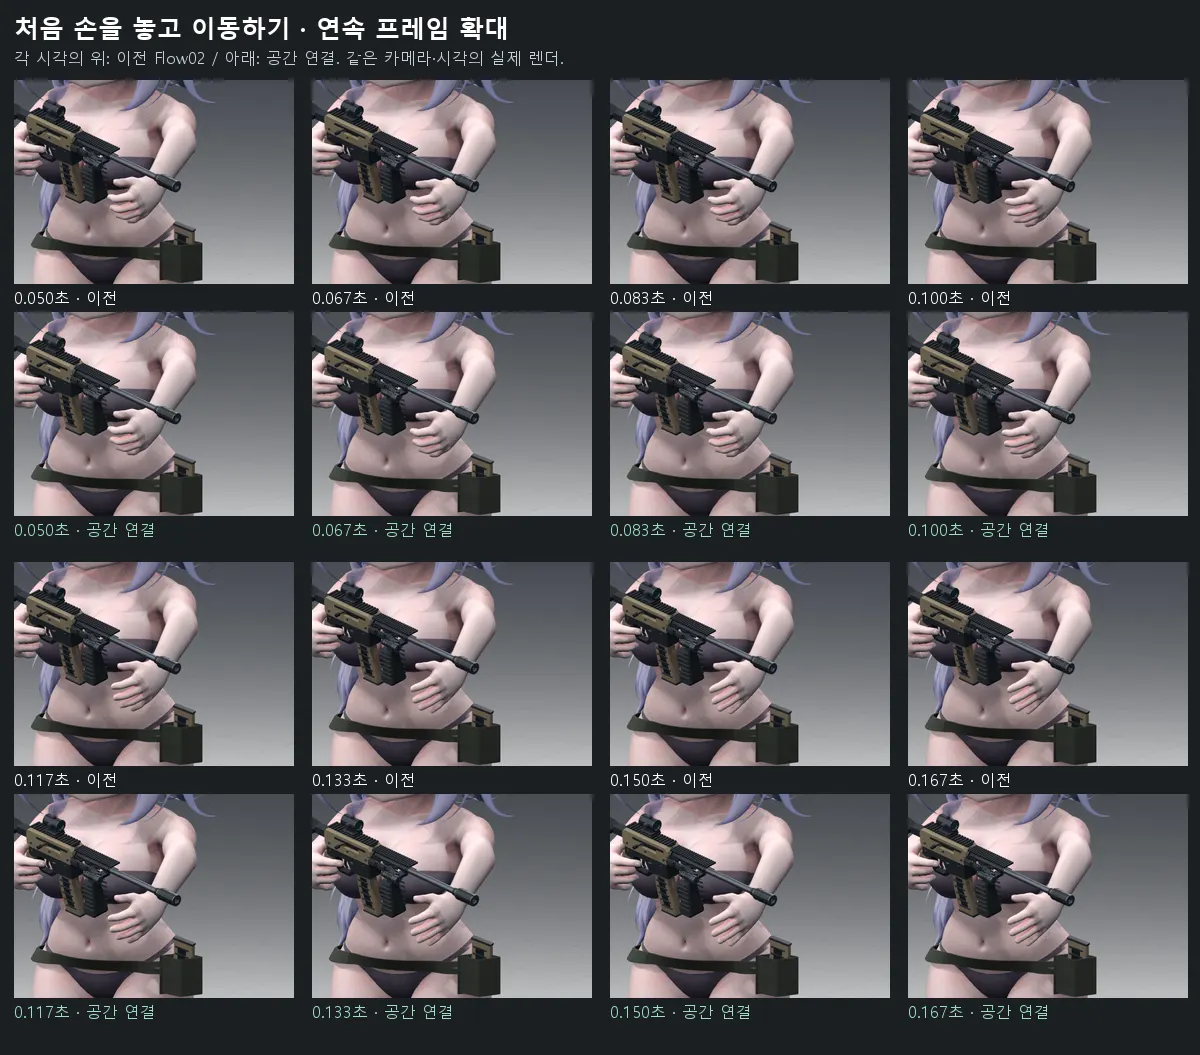 처음 손을 놓고 이동하기 · 연속 프레임 확대
각 시각의 위: 이전 Flow02 / 아래: 공간 연결. 같은 카메라·시각의 실제 렌더.
0.050초 · 이전
0.067초 · 이전
0.083초 · 이전
0.100초 · 이전
0.050초 · 공간 연결
0.067초 · 공간 연결
0.083초 · 공간 연결
0.100초 · 공간 연결
0.117초 · 이전
0.133초 · 이전
0.150초 · 이전
0.167초 · 이전
0.117초 · 공간 연결
0.133초 · 공간 연결
0.150초 · 공간 연결
0.167초 · 공간 연결